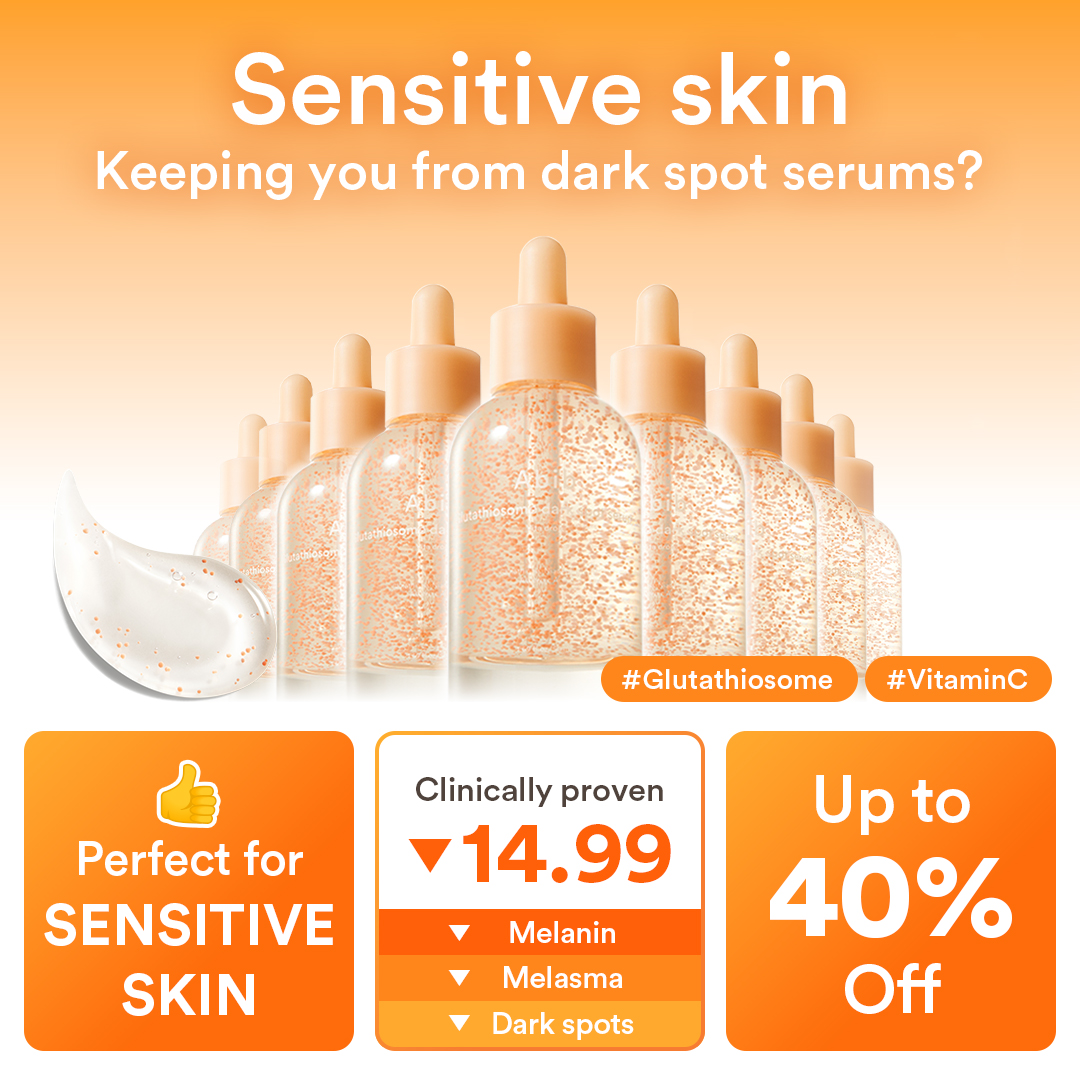 Sensitive skin
Keeping you from dark spot serums?
#Glutathiosome
#VitaminC
Perfect for
SENSITIVE
SKIN
Clinically proven
▼14.99
▼ Melanin
▼ Melasma
▼ Dark spots
Up to
40%
Off